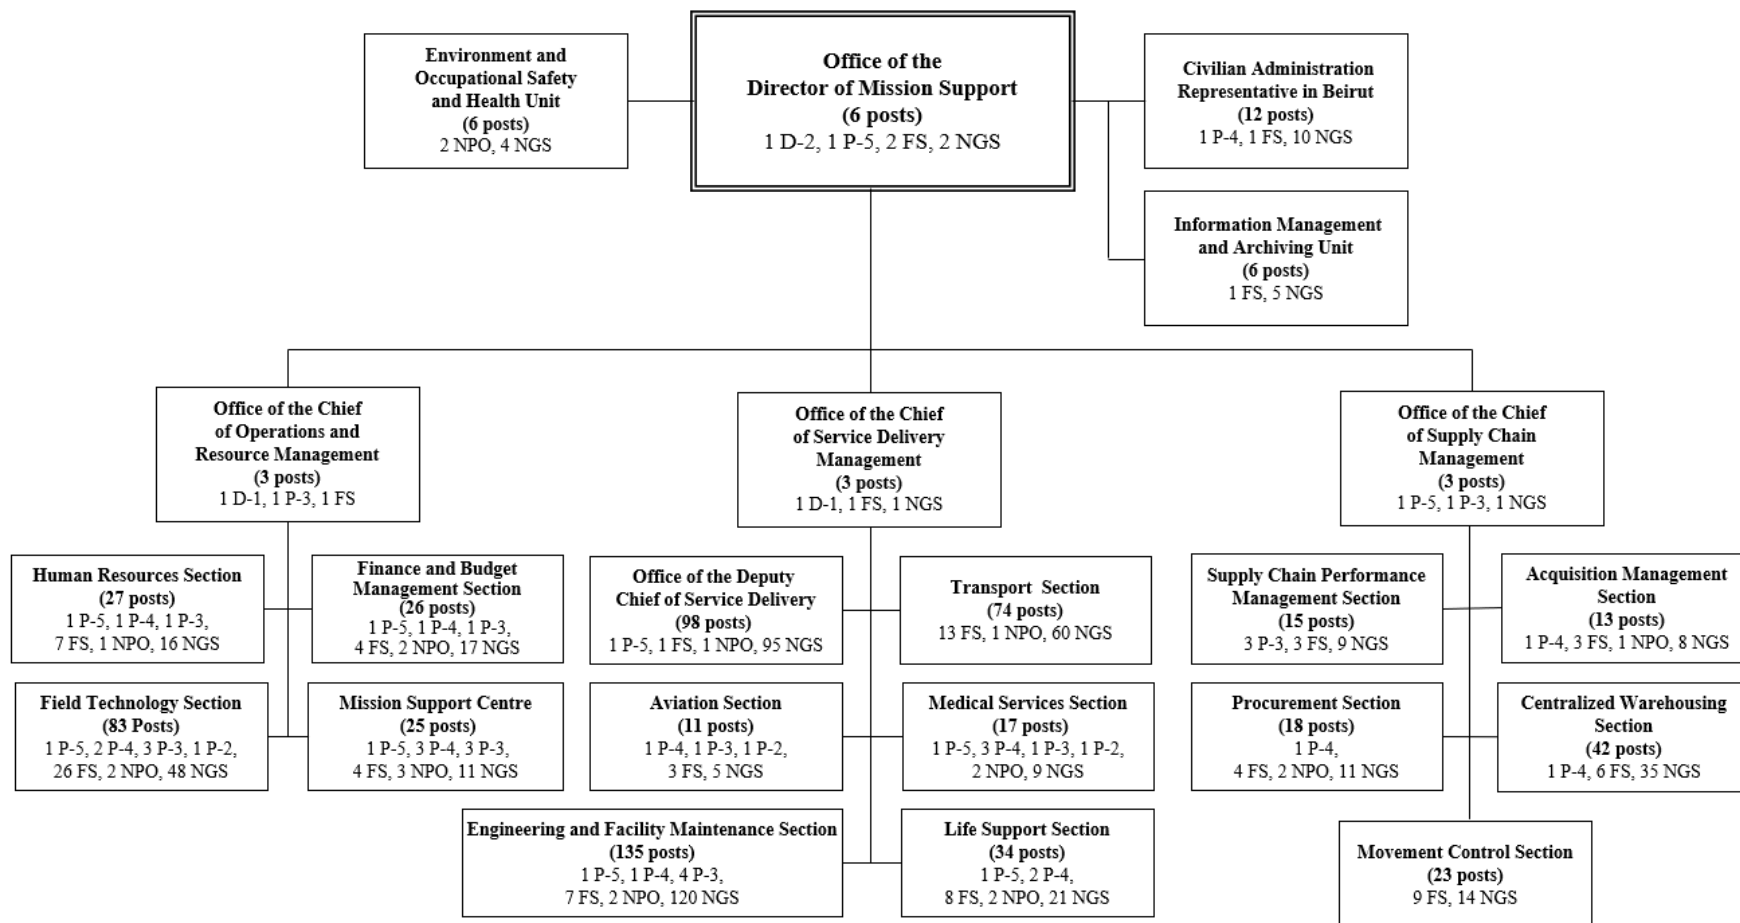 Environment and
Occupational Safety
and Health Unit
(6 posts)
2 NPO, 4 NGS
Office of the
Director of Mission Support
(6 posts)
1 D-2, 1 P-5, 2 FS, 2 NGS
Civilian Administration
Representative in Beirut
(12 posts)
1 P-4, 1 FS, 10 NGS
Information Management
and Archiving Unit
(6 posts)
1 FS, 5 NGS
Office of the Chief
of Operations and
Resource Management
(3 posts)
1 D-1, 1 P-3, 1 FS
Office of the Chief
of Service Delivery
Management
(3 posts)
1 D-1, 1 FS, 1 NGS
Office of the Chief
of Supply Chain
Management
(3 posts)
1 P-5, 1 P-3, 1 NGS
Human Resources Section
(27 posts)
1 P-5, 1 P-4, 1 P-3,
7 FS, 1 NPO, 16 NGS
Finance and Budget
Management Section
(26 posts)
1 P-5, 1 P-4, 1 P-3,
4 FS, 2 NPO, 17 NGS
Office of the Deputy
Chief of Service Delivery
(98 posts)
1 P-5, 1 FS, 1 NPO, 95 NGS
Transport Section
(74 posts)
13 FS, 1 NPO, 60 NGS
Supply Chain Performance
Management Section
(15 posts)
3 P-3, 3 FS, 9 NGS
Acquisition Management
Section
(13 posts)
1 P-4, 3 FS, 1 NPO, 8 NGS
Field Technology Section
(83 Posts)
1 P-5, 2 P-4, 3 P-3, 1 P-2,
26 FS, 2 NPO, 48 NGS
Mission Support Centre
(25 posts)
1 P-5, 3 P-4, 3 P-3,
4 FS, 3 NPO, 11 NGS
Aviation Section
(11 posts)
1 P-4, 1 P-3, 1 P-2,
3 FS, 5 NGS
Medical Services Section
(17 posts)
1 P-5, 3 P-4, 1 P-3, 1 P-2,
2 NPO, 9 NGS
Procurement Section
(18 posts)
1 P-4,
4 FS, 2 NPO, 11 NGS
Centralized Warehousing
Section
(42 posts)
1 P-4, 6 FS, 35 NGS
Engineering and Facility Maintenance Section
(135 posts)
1 P-5, 1 P-4, 4 P-3,
7 FS, 2 NPO, 120 NGS
Life Support Section
(34 posts)
1 P-5, 2 P-4,
8 FS, 2 NPO, 21 NGS
Movement Control Section
(23 posts)
9 FS, 14 NGS